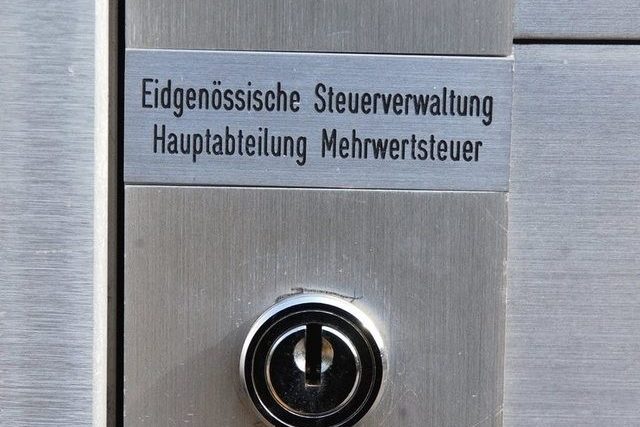 Eidgenössische Steuerverwaltung
Hauptabteilung Mehrwertsteuer